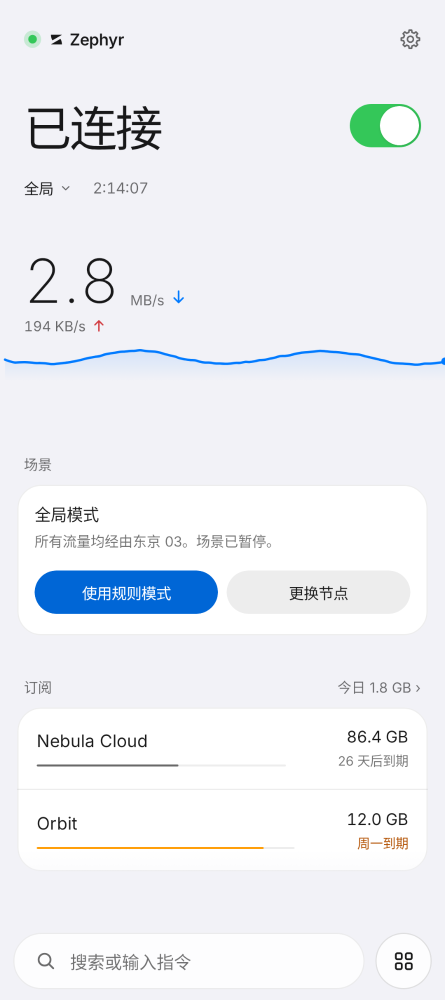 Zephyr
已连接
全局 2:14:07
2.8 MB/s ↓
194 KB/s ↑
场景
全局模式
所有流量均经由东京 03。场景已暂停。
使用规则模式 更换节点
订阅 今日 1.8 GB ›
Nebula Cloud 86.4 GB
26 天后到期
Orbit 12.0 GB
周一到期
搜索或输入指令